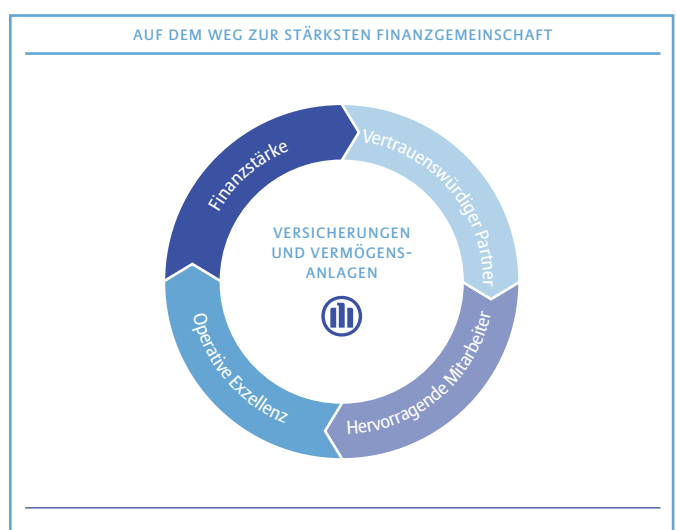 AUF DEM WEG ZUR STÄRKSTEN FINANZGEMEINSCHAFT
Finanzstärke
Vertrauenswürdiger Partner
VERSICHERUNGEN
UND VERMÖGENS-
ANLAGEN
Operative Exzellenz
Hervorragende Mitarbeiter